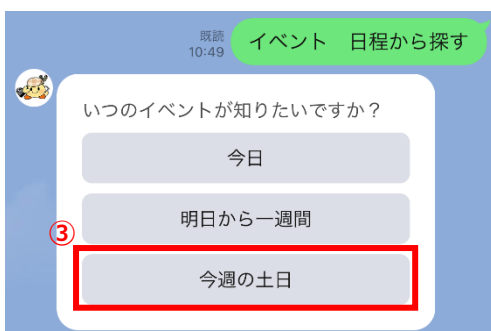 既読
10:49
イベント　日程から探す
いつのイベントが知りたいですか？
今日
明日から一週間
③
今週の土日